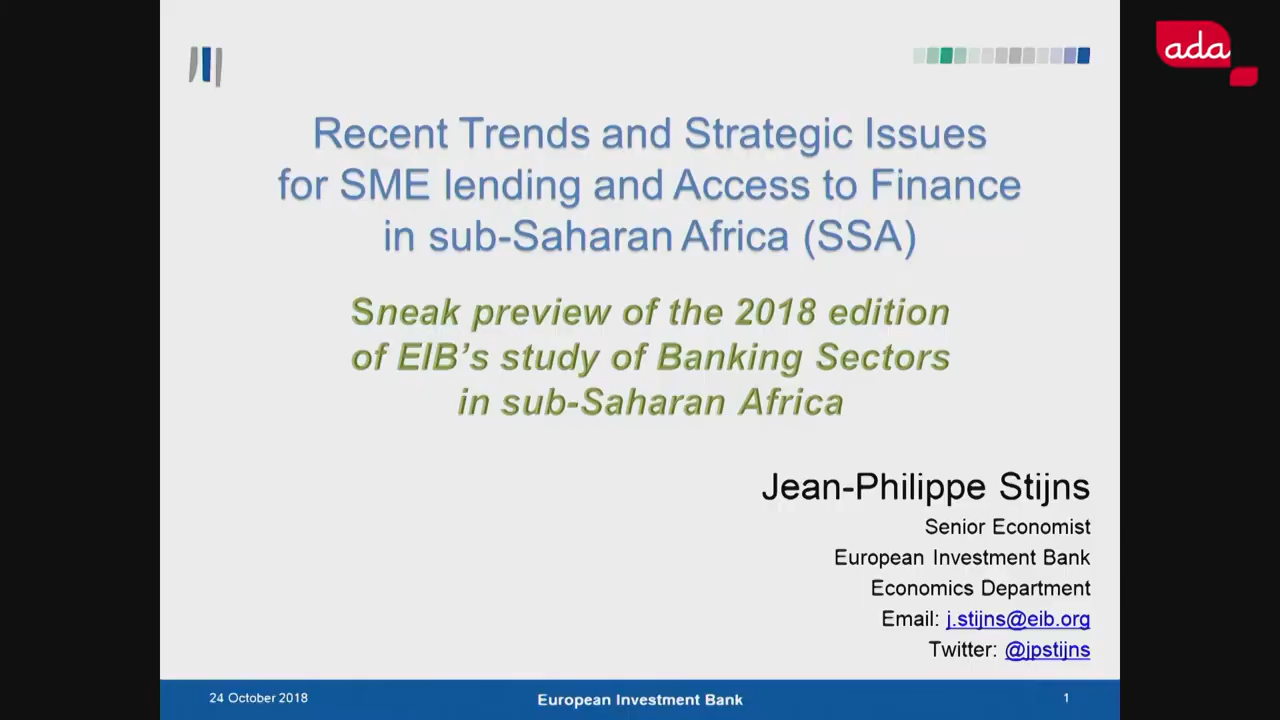 ada
Recent Trends and Strategic Issues
for SME lending and Access to Finance
in sub-Saharan Africa (SSA)
Sneak preview of the 2018 edition
of EIB’s study of Banking Sectors
in sub-Saharan Africa
Jean-Philippe Stijns
Senior Economist
European Investment Bank
Economics Department
Email: j.stijns@eib.org
Twitter: @jpstijns
24 October 2018
European Investment Bank
1